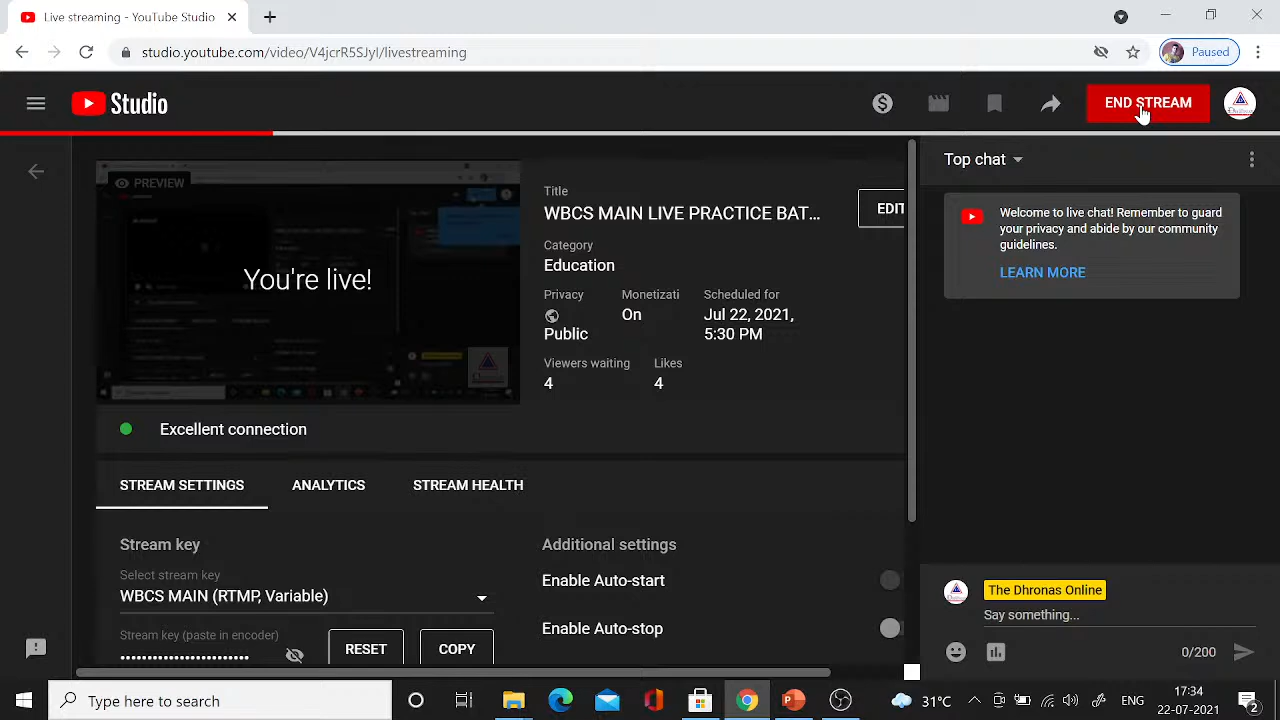 Live streaming - YouTube Studio
studio.youtube.com/video/V4jcrR5SJyI/livestreaming
Paused
Studio
END STREAM
PREVIEW
You're live!
Title
WBCS MAIN LIVE PRACTICE BAT...
EDIT
Category
Education
Privacy
Monetizati
Scheduled for
Public
On
Jul 22, 2021,
5:30 PM
Viewers waiting
Likes
4
4
Excellent connection
STREAM SETTINGS
ANALYTICS
STREAM HEALTH
Stream key
Select stream key
WBCS MAIN (RTMP, Variable)
Stream key (paste in encoder)
••••••••••••••••••••••••
RESET
COPY
Additional settings
Enable Auto-start
Enable Auto-stop
Top chat
Welcome to live chat! Remember to guard
your privacy and abide by our community
guidelines.
LEARN MORE
The Dhronas Online
Say something...
0/200
Type here to search
31°C
ENG
17:34
22-07-2021
2